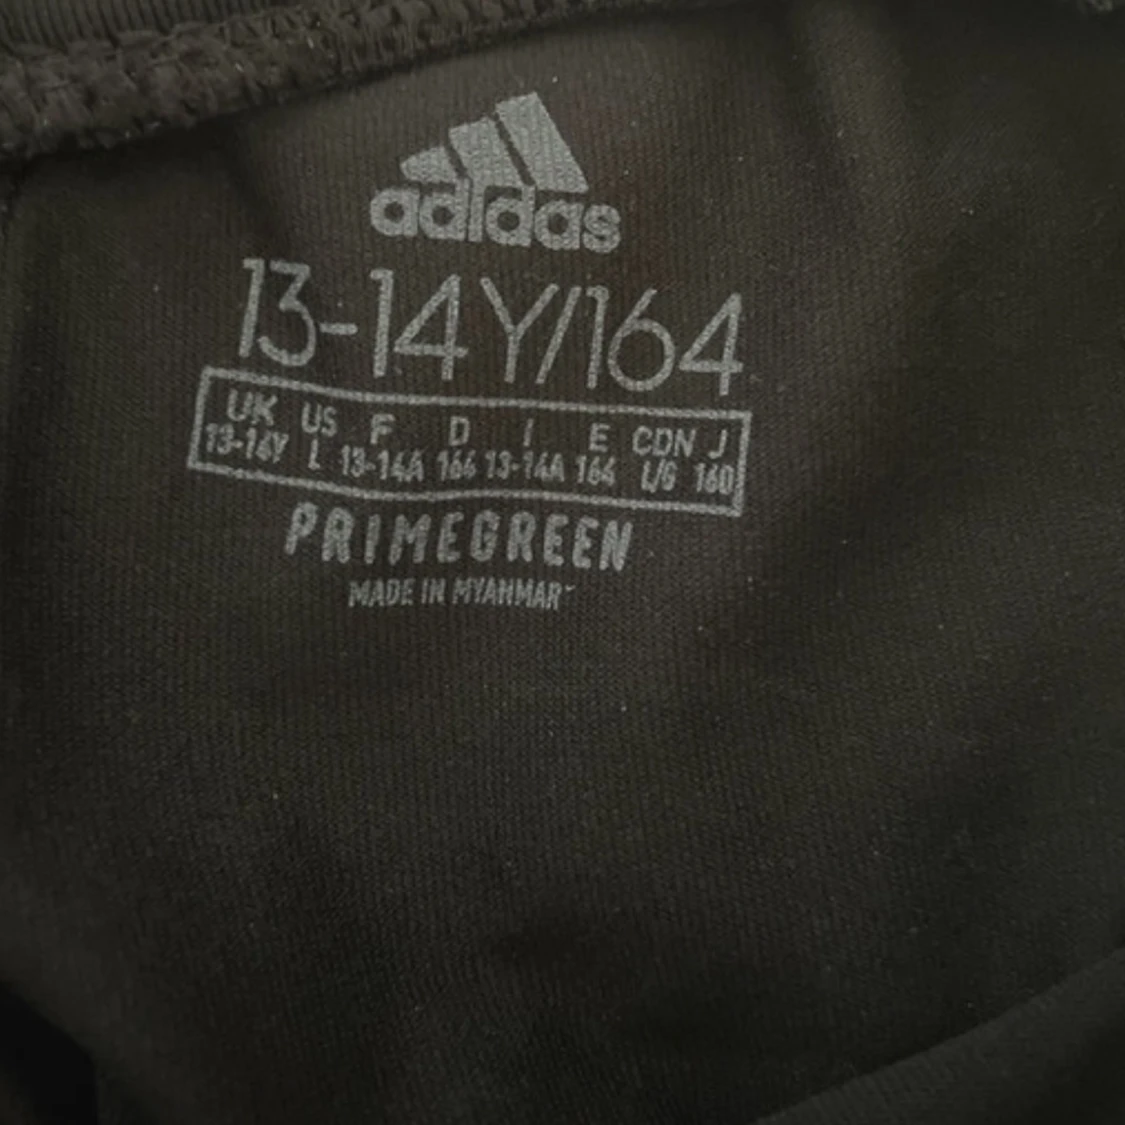 adidas
13-14Y/164
UK US F D I E CDN J
13-14Y L 13-14A 164 13-14A 164 L/G 160
PRIMEGREEN
MADE IN MYANMAR